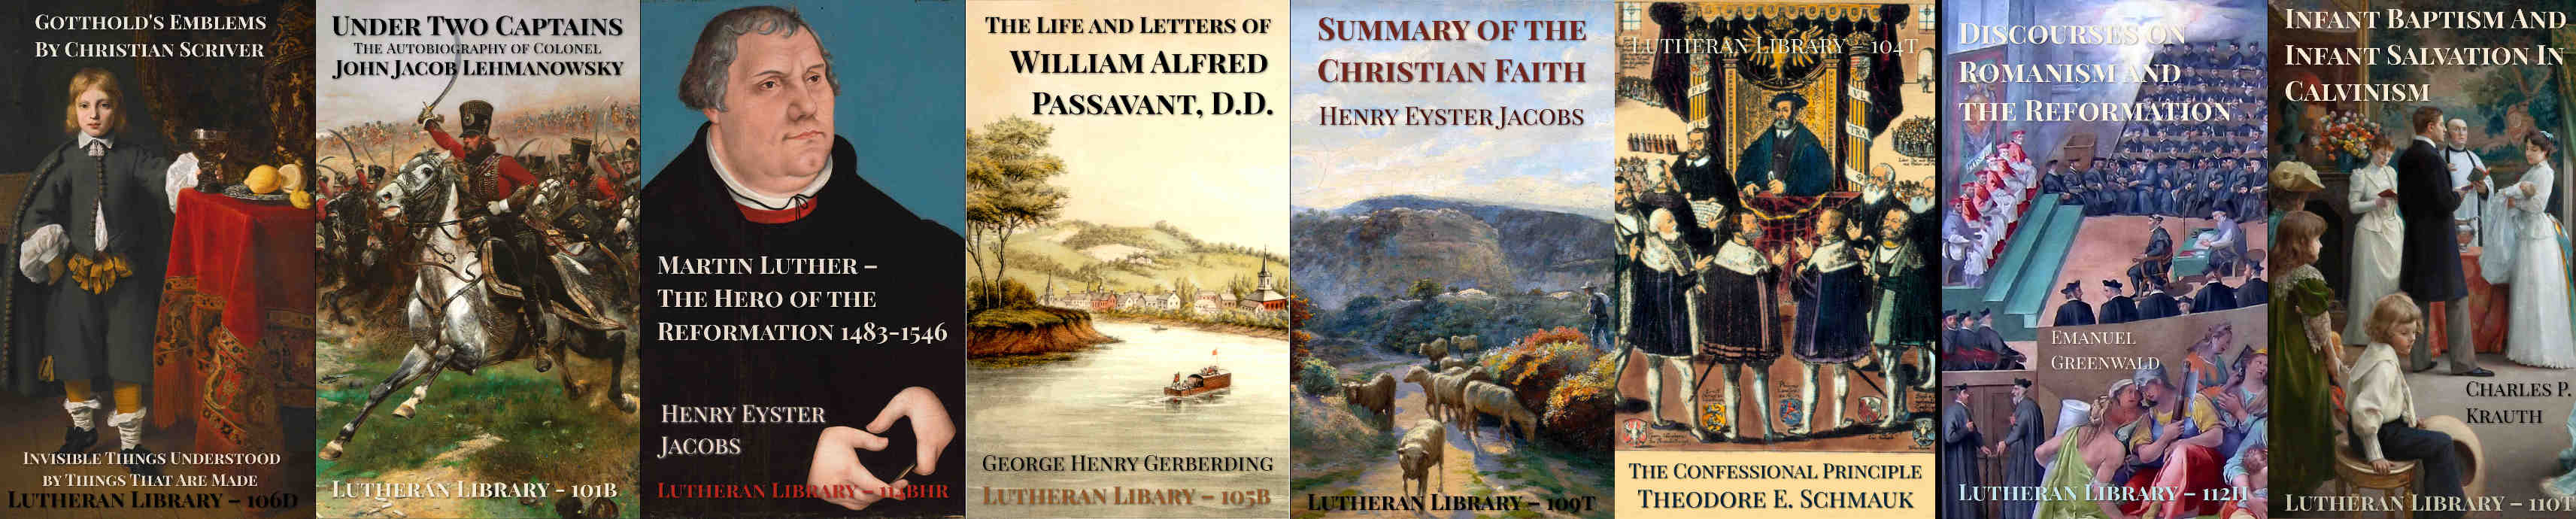 GOTTHOLD'S EMBLEMS
BY CHRISTIAN SCRIVER
INVISIBLE THINGS UNDERSTOOD
BY THINGS THAT ARE MADE
LUTHERAN LIBRARY – 106D
UNDER TWO CAPTAINS
THE AUTOBIOGRAPHY OF COLONEL
JOHN JACOB LEHMANOWSKY
LUTHERAN LIBRARY - 101B
MARTIN LUTHER –
THE HERO OF THE
REFORMATION 1483-1546
HENRY EYSTER
JACOBS
LUTHERAN LIBRARY –
THE LIFE AND LETTERS OF
WILLIAM ALFRED
PASSAVANT, D.D.
GEORGE HENRY GERBERDING
LUTHERAN LIBARY – 105B
SUMMARY OF THE
CHRISTIAN FAITH
HENRY EYSTER JACOBS
LUTHERAN LIBRARY – 109T
LUTHERAN LIBRARY – 104T
THE CONFESSIONAL PRINCIPLE
THEODORE E. SCHMAUK
DISCOURSES ON
ROMANISM AND
THE REFORMATION
EMANUEL
GREENWALD
LUTHERAN LIBRARY – 112H
INFANT BAPTISM AND
INFANT SALVATION IN
CALVINISM
CHARLES P.
KRAUTH
LUTHERAN LIBRARY – 110T